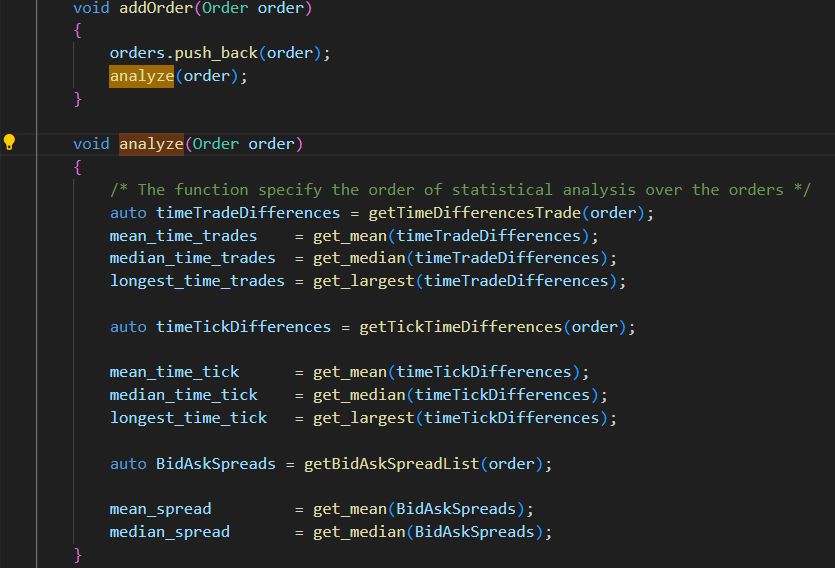 void addOrder(Order order)
{
orders.push_back(order);
analyze(order);
}
void analyze(Order order)
{
/* The function specify the order of statistical analysis over the orders */
auto timeTradeDifferences = getTimeDifferencesTrade(order);
mean_time_trades    = get_mean(timeTradeDifferences);
median_time_trades  = get_median(timeTradeDifferences);
longest_time_trades = get_largest(timeTradeDifferences);
auto timeTickDifferences = getTickTimeDifferences(order);
mean_time_tick      = get_mean(timeTickDifferences);
median_time_tick    = get_median(timeTickDifferences);
longest_time_tick   = get_largest(timeTickDifferences);
auto BidAskSpreads = getBidAskSpreadList(order);
mean_spread         = get_mean(BidAskSpreads);
median_spread       = get_median(BidAskSpreads);
}